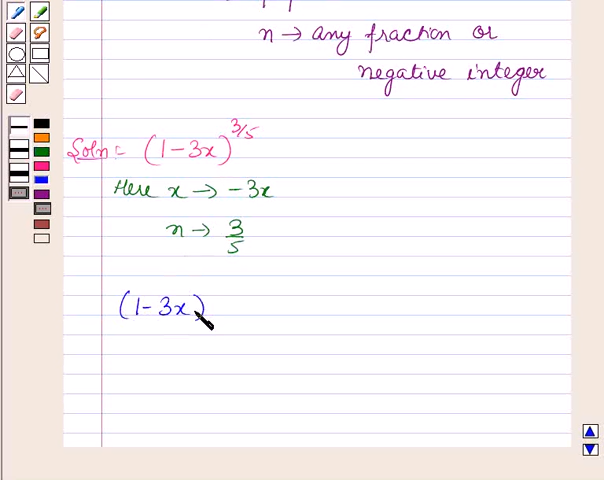 n → any fraction or
negative integer
Soln = (1-3x)^3/5
Here x → -3x
n → 3/5
(1-3x)